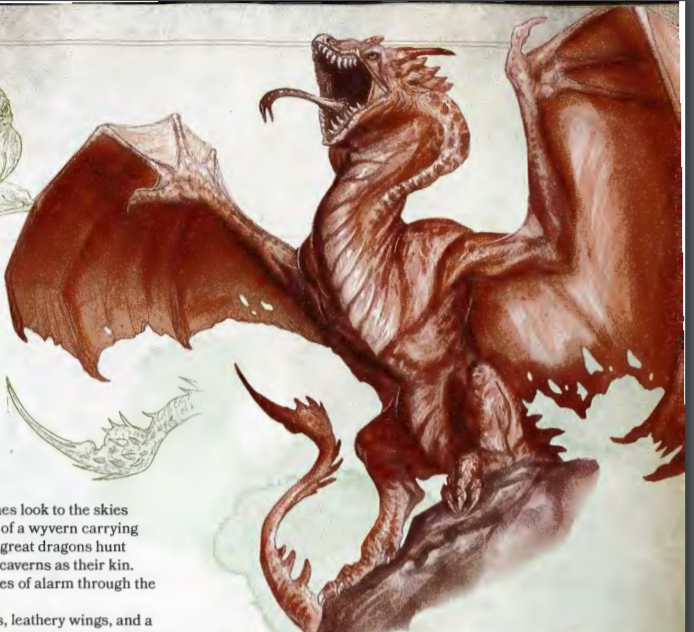 es look to the skies
of a wyvern carrying
great dragons hunt
caverns as their kin.
es of alarm through the
s, leathery wings, and a